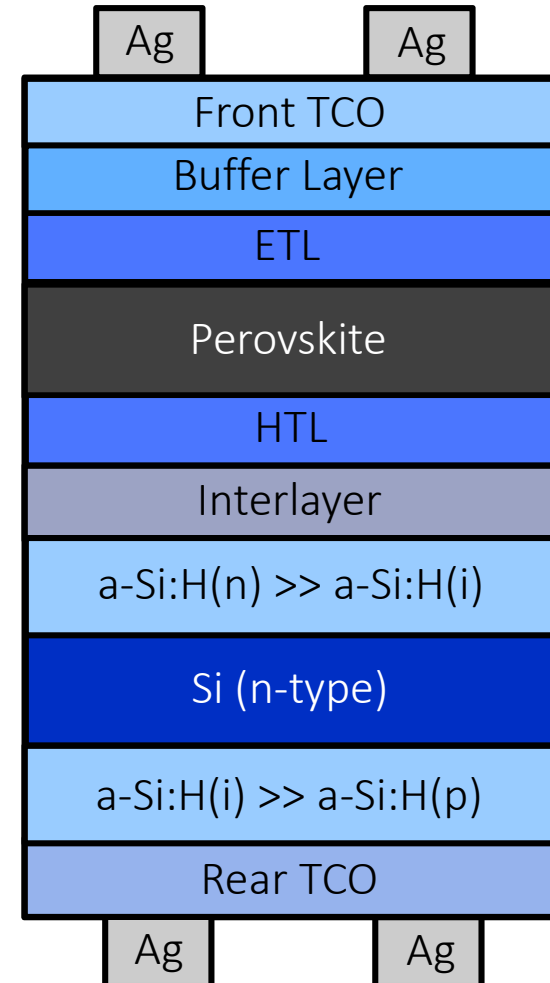 Ag Ag
Front TCO
Buffer Layer
ETL
Perovskite
HTL
Interlayer
a-Si:H(n) >> a-Si:H(i)
Si (n-type)
a-Si:H(i) >> a-Si:H(p)
Rear TCO
Ag Ag